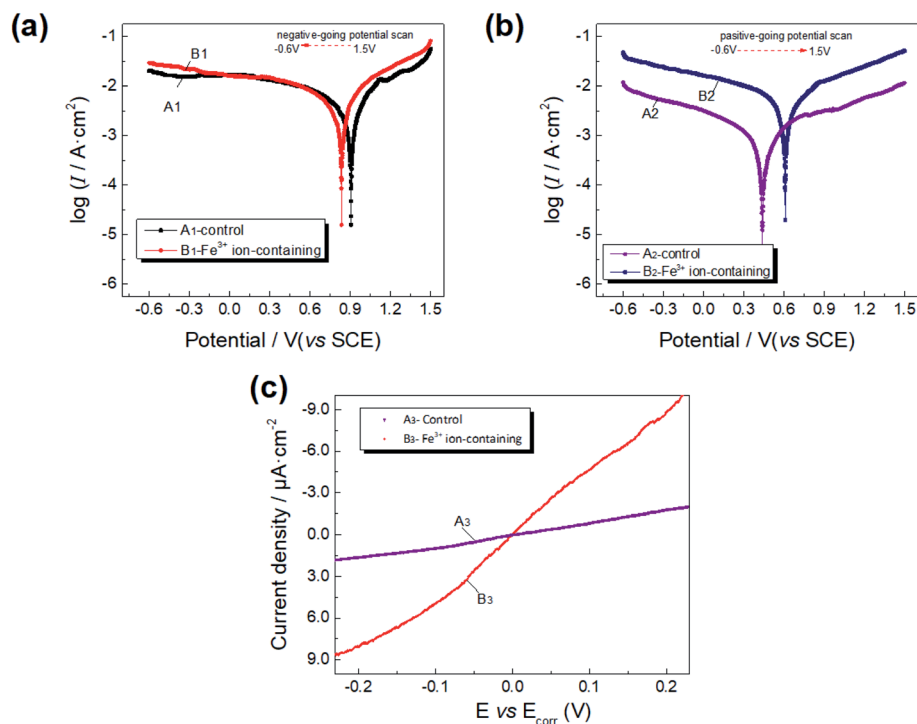 (a)
negative-going potential scan
-0.6V 1.5V
B1
A1
A1-control
B1-Fe³⁺ ion-containing
log (I / A·cm²)
-1
-2
-3
-4
-5
-6
-0.6 -0.3 0.0 0.3 0.6 0.9 1.2 1.5
Potential / V(vs SCE)
(b)
pastive-going potential scan
-0.6V 1.5V
B2
A2
A2-control
B2-Fe³⁺ ion-containing
log (I / A·cm²)
-1
-2
-3
-4
-5
-6
-0.6 -0.3 0.0 0.3 0.6 0.9 1.2 1.5
Potential / V(vs SCE)
(c)
A3- Control
B3- Fe³⁺ ion-containing
A3
B3
Current density / μA·cm⁻²
-9.0
-6.0
-3.0
0.0
3.0
6.0
9.0
-0.2 -0.1 0.0 0.1 0.2
E vs Ecorr (V)